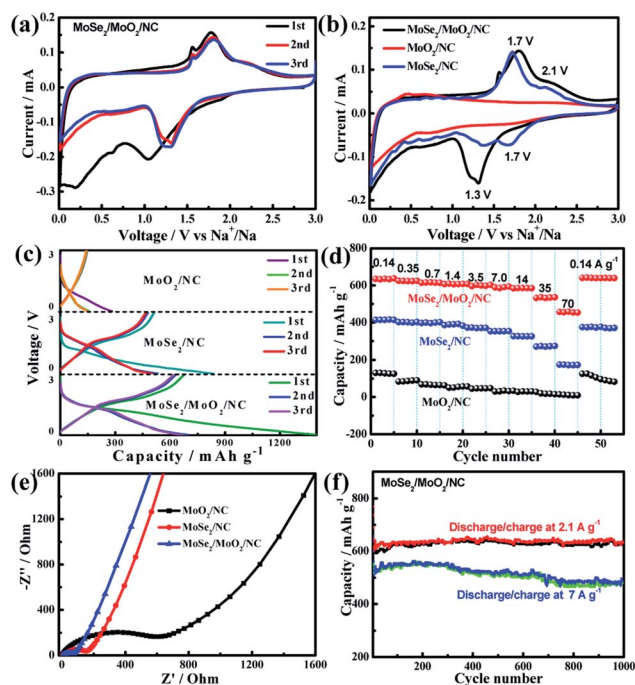 (a)
MoSe2/MoO2/NC
1st
2nd
3rd
Current / mA
0.2
0.1
0.0
-0.1
-0.2
-0.3
0.0 0.5 1.0 1.5 2.0 2.5 3.0
Voltage / V vs Na+/Na
(b)
MoSe2/MoO2/NC
MoO2/NC
MoSe2/NC
1.7 V
2.1 V
1.7 V
1.3 V
Current / mA
0.2
0.1
0.0
-0.1
-0.2
0.0 0.5 1.0 1.5 2.0 2.5 3.0
Voltage / V vs Na+/Na
(c)
Voltage / V
3
0
3
0
3
0
MoO2/NC
1st
2nd
3rd
MoSe2/NC
1st
2nd
3rd
MoSe2/MoO2/NC
1st
2nd
3rd
0 300 600 900 1200
Capacity / mAh g-1
(d)
Capacity / mAh g-1
800
600
400
200
0
-200
0.14 0.35 0.7 1.4 3.5 7.0 14 35 70 0.14 A g-1
MoSe2/MoO2/NC
MoSe2/NC
MoO2/NC
0 10 20 30 40 50
Cycle number
(e)
-Z'' / Ohm
1600
1200
800
400
0
MoO2/NC
MoSe2/NC
MoSe2/MoO2/NC
0 400 800 1200 1600
Z' / Ohm
(f)
MoSe2/MoO2/NC
Capacity / mAh g-1
800
600
400
200
Discharge/charge at 2.1 A g-1
Discharge/charge at 7 A g-1
0 200 400 600 800 1000
Cycle number